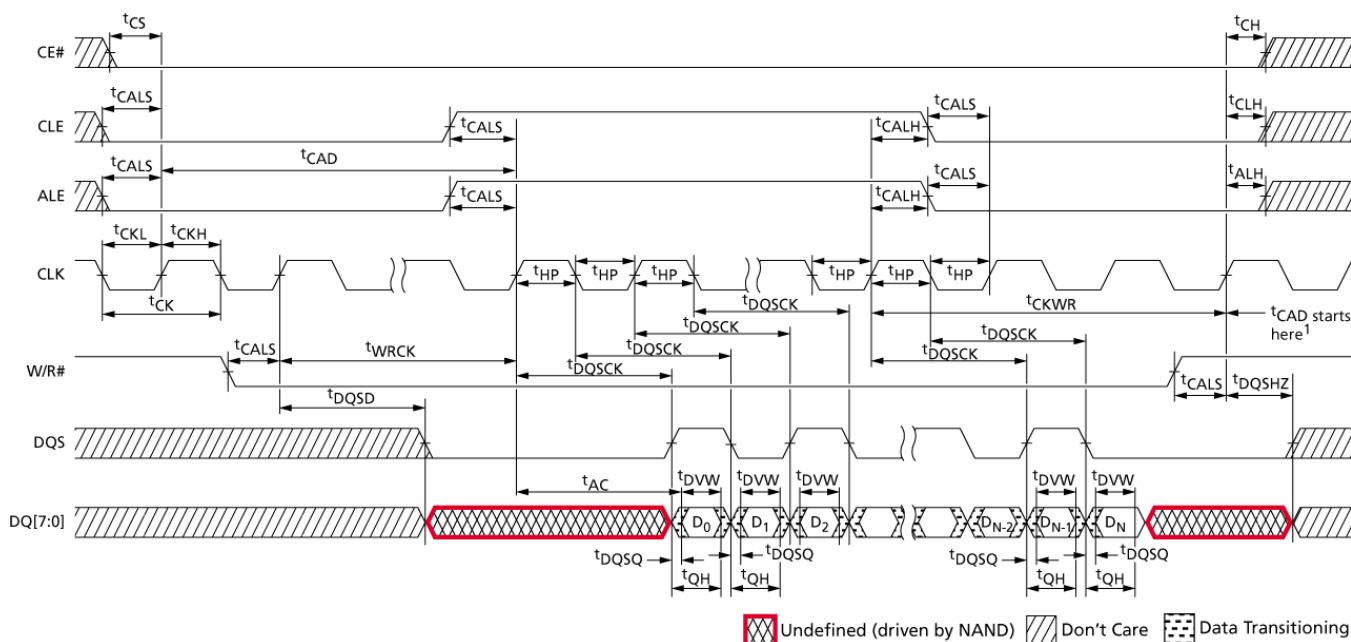 tCS
tCH
CE#
tCALS
tCALS
tCLH
CLE
tCALS
tCALH
tCALS
tCAD
tCALS
tALH
ALE
tCALS
tCALH
tCKL
tCKH
CLK
tHP
tHP
tHP
tHP
tHP
tHP
tCK
tDQSCK
tCKWR
tCAD starts
here1
tDQSCK
tCALS
tWRCK
tDQSCK
tDQSCK
W/R#
tDQSCK
tDQSCK
tDQSD
tCALS
tDQSHZ
DQS
tAC
tDVW
tDVW
tDVW
tDVW
tDVW
DQ[7:0]
D0
D1
D2
DN-2
DN-1
DN
tDQSQ
tDQSQ
tDQSQ
tDQSQ
tQH
tQH
tQH
tQH
Undefined (driven by NAND)
Don't Care
Data Transitioning